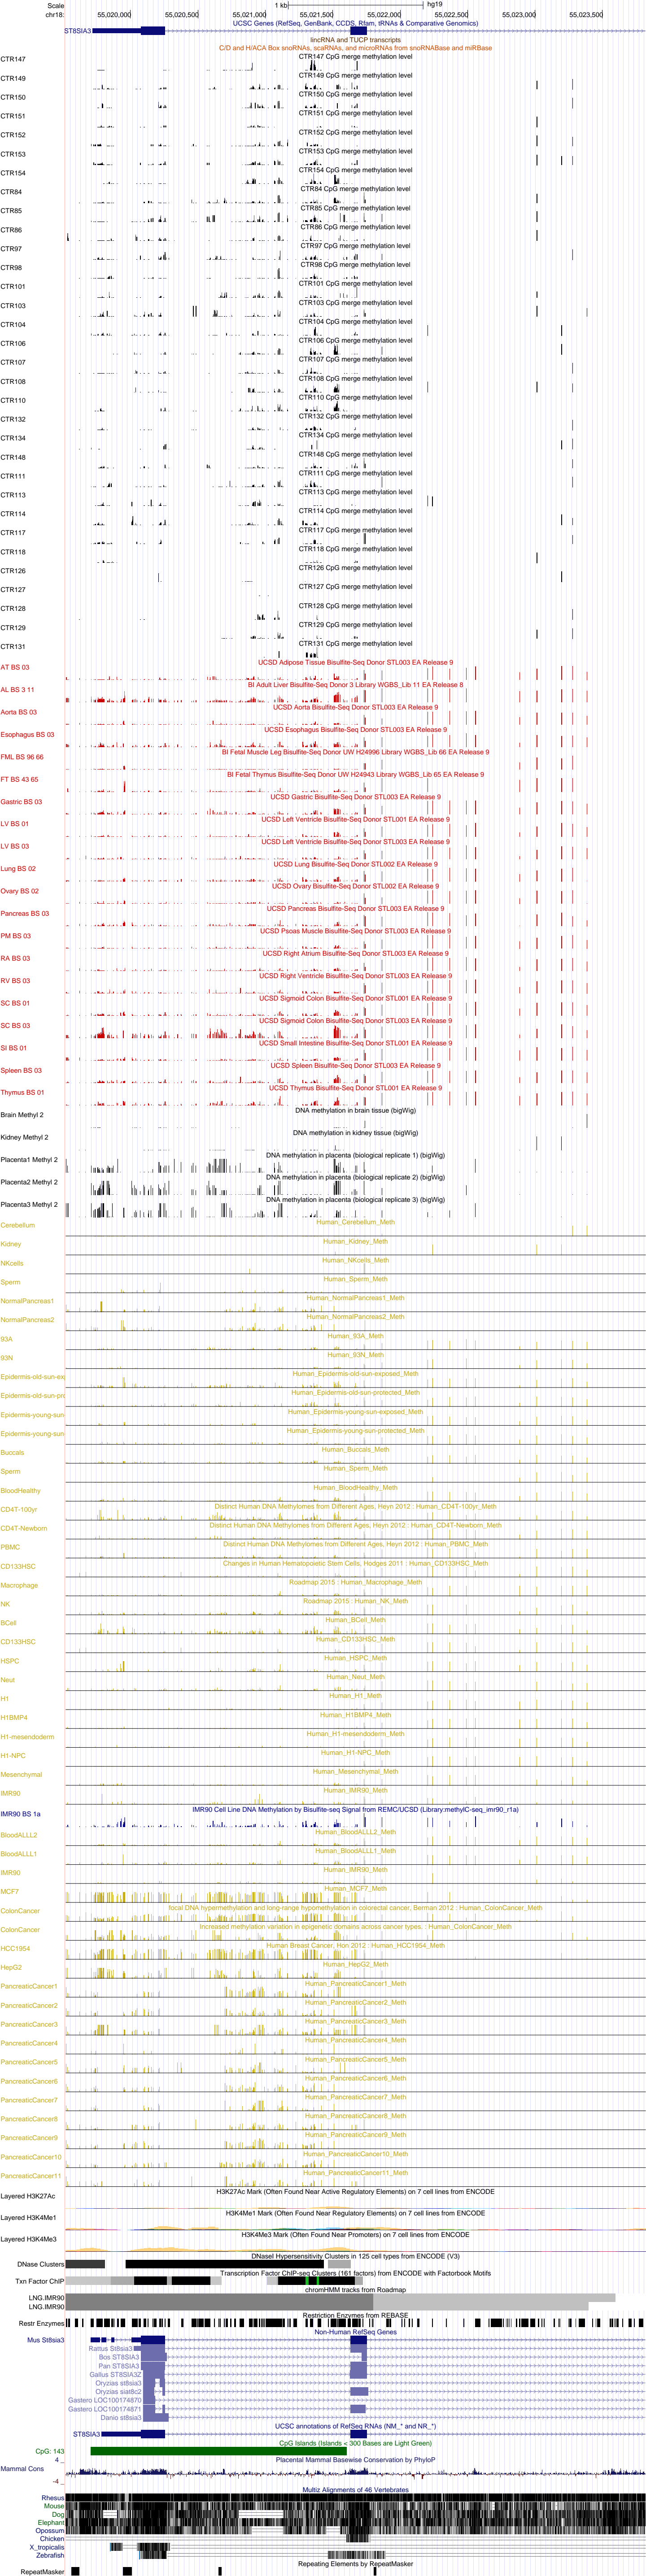 Scale 1 kb hg19
chr18: 55,020,000 55,020,500 55,021,000 55,021,500 55,022,000 55,022,500 55,023,000 55,023,500
UCSC Genes (RefSeq, GenBank, CCDS, Rfam, tRNAs & Comparative Genomics)
ST8SIA3
lincRNA and TUCP transcripts
C/D and H/ACA Box snoRNAs, scaRNAs, and microRNAs from snoRNABase and miRBase
CTR147 CTR147 CpG merge methylation level
CTR149 CTR149 CpG merge methylation level
CTR150 CTR150 CpG merge methylation level
CTR151 CTR151 CpG merge methylation level
CTR152 CTR152 CpG merge methylation level
CTR153 CTR153 CpG merge methylation level
CTR154 CTR154 CpG merge methylation level
CTR84 CTR84 CpG merge methylation level
CTR85 CTR85 CpG merge methylation level
CTR86 CTR86 CpG merge methylation level
CTR97 CTR97 CpG merge methylation level
CTR98 CTR98 CpG merge methylation level
CTR101 CTR101 CpG merge methylation level
CTR103 CTR103 CpG merge methylation level
CTR104 CTR104 CpG merge methylation level
CTR106 CTR106 CpG merge methylation level
CTR107 CTR107 CpG merge methylation level
CTR108 CTR108 CpG merge methylation level
CTR110 CTR110 CpG merge methylation level
CTR132 CTR132 CpG merge methylation level
CTR134 CTR134 CpG merge methylation level
CTR148 CTR148 CpG merge methylation level
CTR111 CTR111 CpG merge methylation level
CTR113 CTR113 CpG merge methylation level
CTR114 CTR114 CpG merge methylation level
CTR117 CTR117 CpG merge methylation level
CTR118 CTR118 CpG merge methylation level
CTR126 CTR126 CpG merge methylation level
CTR127 CTR127 CpG merge methylation level
CTR128 CTR128 CpG merge methylation level
CTR129 CTR129 CpG merge methylation level
CTR131 CTR131 CpG merge methylation level
AT BS 03 UCSD Adipose Tissue Bisulfite-Seq Donor STL003 EA Release 9
AL BS 3 11 BI Adult Liver Bisulfite-Seq Donor 3 Library WGBS_Lib 11 EA Release 8
Aorta BS 03 UCSD Aorta Bisulfite-Seq Donor STL003 EA Release 9
Esophagus BS 03 UCSD Esophagus Bisulfite-Seq Donor STL003 EA Release 9
FML BS 96 66 BI Fetal Muscle Leg Bisulfite-Seq Donor UW H24996 Library WGBS_Lib 66 EA Release 9
FT BS 43 65 BI Fetal Thymus Bisulfite-Seq Donor UW H24943 Library WGBS_Lib 65 EA Release 9
Gastric BS 03 UCSD Gastric Bisulfite-Seq Donor STL003 EA Release 9
LV BS 01 UCSD Left Ventricle Bisulfite-Seq Donor STL001 EA Release 9
LV BS 03 UCSD Left Ventricle Bisulfite-Seq Donor STL003 EA Release 9
Lung BS 02 UCSD Lung Bisulfite-Seq Donor STL002 EA Release 9
Ovary BS 02 UCSD Ovary Bisulfite-Seq Donor STL002 EA Release 9
Pancreas BS 03 UCSD Pancreas Bisulfite-Seq Donor STL003 EA Release 9
PM BS 03 UCSD Psoas Muscle Bisulfite-Seq Donor STL003 EA Release 9
RA BS 03 UCSD Right Atrium Bisulfite-Seq Donor STL003 EA Release 9
RV BS 03 UCSD Right Ventricle Bisulfite-Seq Donor STL003 EA Release 9
SC BS 01 UCSD Sigmoid Colon Bisulfite-Seq Donor STL001 EA Release 9
SC BS 03 UCSD Sigmoid Colon Bisulfite-Seq Donor STL003 EA Release 9
SI BS 01 UCSD Small Intestine Bisulfite-Seq Donor STL001 EA Release 9
Spleen BS 03 UCSD Spleen Bisulfite-Seq Donor STL003 EA Release 9
Thymus BS 01 UCSD Thymus Bisulfite-Seq Donor STL001 EA Release 9
Brain Methyl 2 DNA methylation in brain tissue (bigWig)
Kidney Methyl 2 DNA methylation in kidney tissue (bigWig)
Placenta1 Methyl 2 DNA methylation in placenta (biological replicate 1) (bigWig)
Placenta2 Methyl 2 DNA methylation in placenta (biological replicate 2) (bigWig)
Placenta3 Methyl 2 DNA methylation in placenta (biological replicate 3) (bigWig)
Cerebellum Human_Cerebellum_Meth
Kidney Human_Kidney_Meth
NKcells Human_NKcells_Meth
Sperm Human_Sperm_Meth
NormalPancreas1 Human_NormalPancreas1_Meth
NormalPancreas2 Human_NormalPancreas2_Meth
93A Human_93A_Meth
93N Human_93N_Meth
Epidermis-old-sun-ex Human_Epidermis-old-sun-exposed_Meth
Epidermis-old-sun-pr Human_Epidermis-old-sun-protected_Meth
Epidermis-young-sun Human_Epidermis-young-sun-exposed_Meth
Epidermis-young-sun Human_Epidermis-young-sun-protected_Meth
Buccals Human_Buccals_Meth
Sperm Human_Sperm_Meth
BloodHealthy Human_BloodHealthy_Meth
CD4T-100yr Distinct Human DNA Methylomes from Different Ages, Heyn 2012 : Human_CD4T-100yr_Meth
CD4T-Newborn Distinct Human DNA Methylomes from Different Ages, Heyn 2012 : Human_CD4T-Newborn_Meth
PBMC Distinct Human DNA Methylomes from Different Ages, Heyn 2012 : Human_PBMC_Meth
CD133HSC Changes in Human Hematopoietic Stem Cells, Hodges 2011 : Human_CD133HSC_Meth
Macrophage Roadmap 2015 : Human_Macrophage_Meth
NK Roadmap 2015 : Human_NK_Meth
BCell Human_BCell_Meth
CD133HSC Human_CD133HSC_Meth
HSPC Human_HSPC_Meth
Neut Human_Neut_Meth
H1 Human_H1_Meth
H1BMP4 Human_H1BMP4_Meth
H1-mesendoderm Human_H1-mesendoderm_Meth
H1-NPC Human_H1-NPC_Meth
Mesenchymal Human_Mesenchymal_Meth
IMR90 Human_IMR90_Meth
IMR90 BS 1a IMR90 Cell Line DNA Methylation by Bisulfite-seq Signal from REMC/UCSD (Library:methylC-seq_imr90_r1a)
BloodALLL2 Human_BloodALLL2_Meth
BloodALLL1 Human_BloodALLL1_Meth
IMR90 Human_IMR90_Meth
MCF7 Human_MCF7_Meth
ColonCancer focal DNA hypermethylation and long-range hypomethylation in colorectal cancer, Berman 2012 : Human_ColonCancer_Meth
ColonCancer Increased methylation variation in epigenetic domains across cancer types. : Human_ColonCancer_Meth
HCC1954 Human Breast Cancer, Hon 2012 : Human_HCC1954_Meth
HepG2 Human_HepG2_Meth
PancreaticCancer1 Human_PancreaticCancer1_Meth
PancreaticCancer2 Human_PancreaticCancer2_Meth
PancreaticCancer3 Human_PancreaticCancer3_Meth
PancreaticCancer4 Human_PancreaticCancer4_Meth
PancreaticCancer5 Human_PancreaticCancer5_Meth
PancreaticCancer6 Human_PancreaticCancer6_Meth
PancreaticCancer7 Human_PancreaticCancer7_Meth
PancreaticCancer8 Human_PancreaticCancer8_Meth
PancreaticCancer9 Human_PancreaticCancer9_Meth
PancreaticCancer10 Human_PancreaticCancer10_Meth
PancreaticCancer11 Human_PancreaticCancer11_Meth
Layered H3K27Ac H3K27Ac Mark (Often Found Near Active Regulatory Elements) on 7 cell lines from ENCODE
Layered H3K4Me1 H3K4Me1 Mark (Often Found Near Regulatory Elements) on 7 cell lines from ENCODE
Layered H3K4Me3 H3K4Me3 Mark (Often Found Near Promoters) on 7 cell lines from ENCODE
DNaseI Hypersensitivity Clusters in 125 cell types from ENCODE (V3)
DNase Clusters
Transcription Factor ChIP-seq Clusters (161 factors) from ENCODE with Factorbook Motifs
Txn Factor ChIP
chromHMM tracks from Roadmap
LNG.IMR90
LNG.IMR90
Restriction Enzymes from REBASE
Restr Enzymes
Non-Human RefSeq Genes
Mus St8sia3
Rattus St8sia3
Bos ST8SIA3
Pan ST8SIA3
Gallus ST8SIA3Z
Oryzias st8sia3
Oryzias siat8c2
Gastero LOC100174870
Gastero LOC100174871
Danio st8sia3
UCSC annotations of RefSeq RNAs (NM_* and NR_*)
ST8SIA3
CpG Islands (Islands < 300 Bases are Light Green)
CpG: 143
Placental Mammal Basewise Conservation by PhyloP
4 _
Mammal Cons
-4 _
Multiz Alignments of 46 Vertebrates
Rhesus
Mouse
Dog
Elephant
Opossum
Chicken
X_tropicalis
Zebrafish
Repeating Elements by RepeatMasker
RepeatMasker